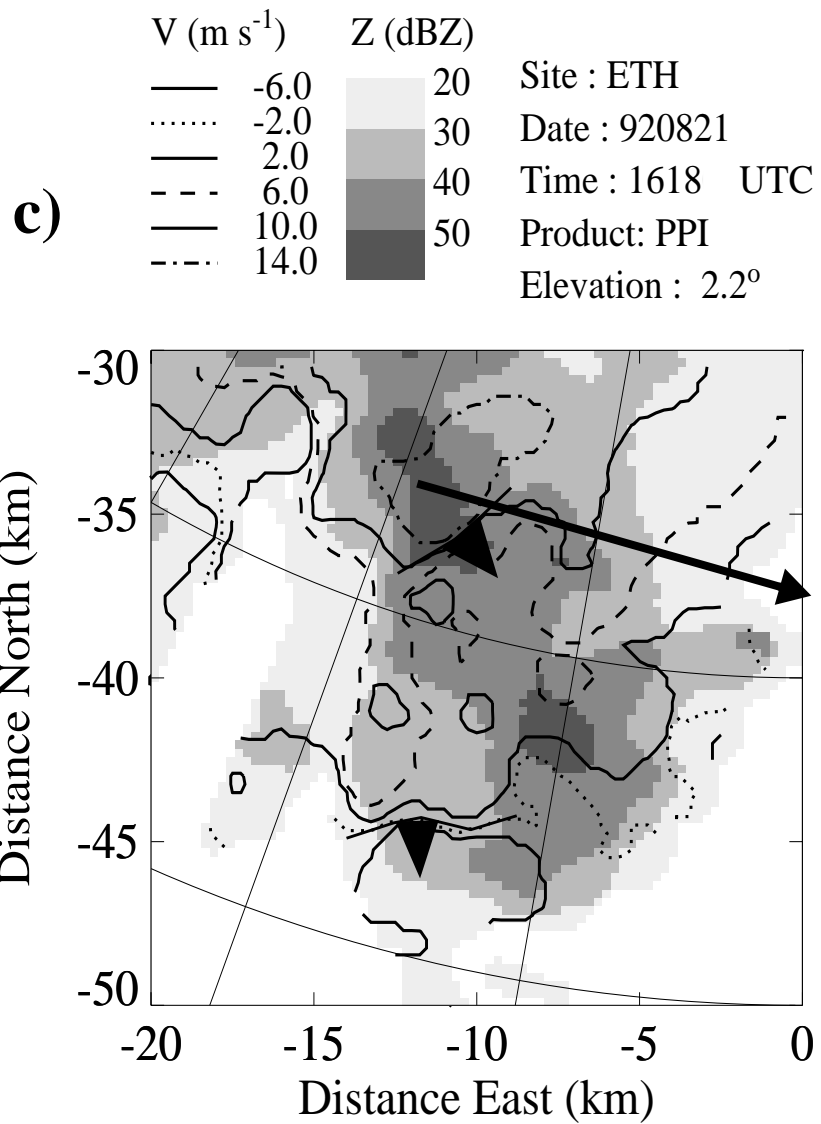 V (m s-1) Z (dBZ)
-6.0
-2.0
2.0
6.0
10.0
14.0
20
30
40
50
Site : ETH
Date : 920821
Time : 1618 UTC
Product: PPI
Elevation : 2.2o
c)
-30
-35
-40
-45
-50
Distance North (km)
-20 -15 -10 -5 0
Distance East (km)